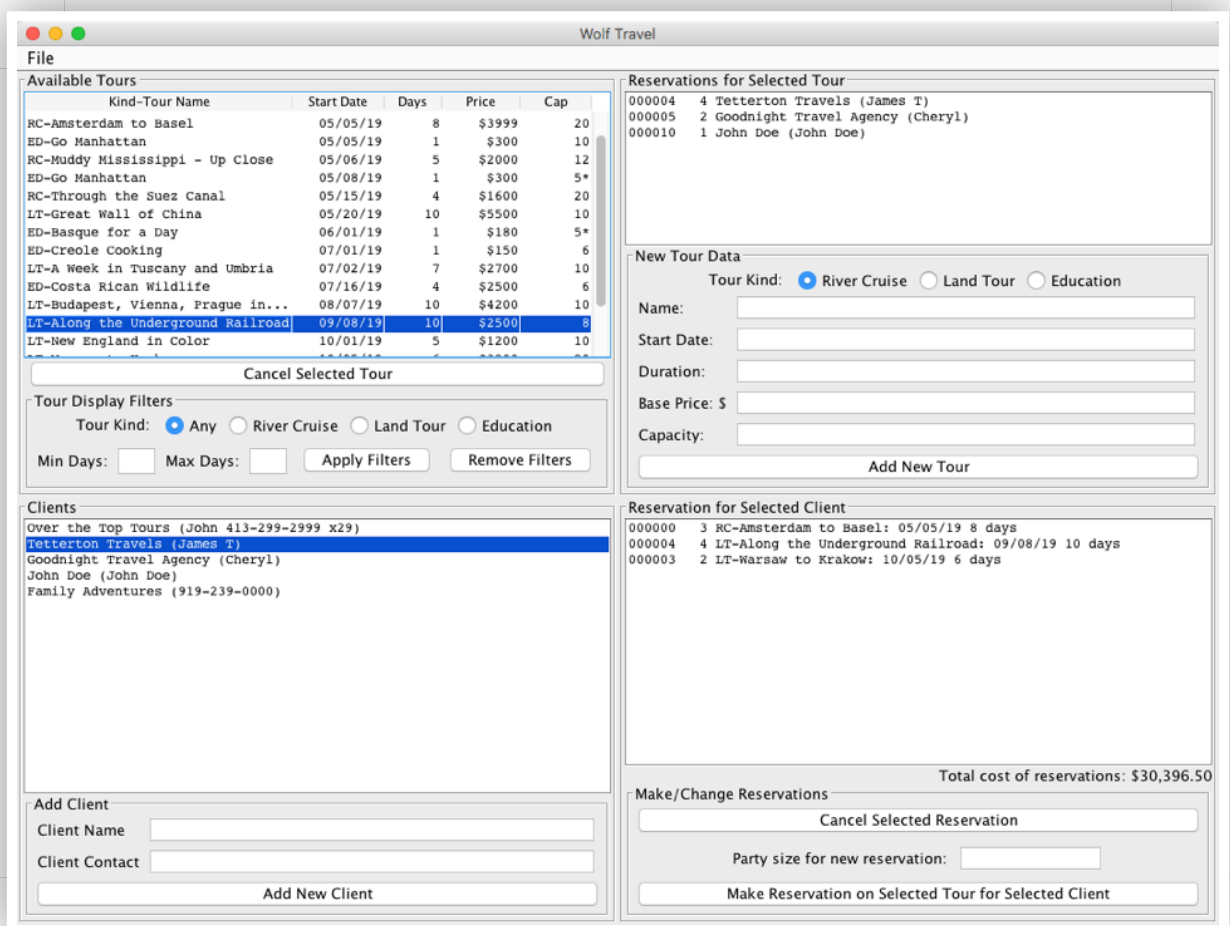 Wolf Travel
File
Available Tours
Kind-Tour Name Start Date Days Price Cap
RC-Amsterdam to Basel 05/05/19 8 $3999 20
ED-Go Manhattan 05/05/19 1 $300 10
RC-Muddy Mississippi - Up Close 05/06/19 5 $2000 12
ED-Go Manhattan 05/08/19 1 $300 5*
RC-Through the Suez Canal 05/15/19 4 $1600 20
LT-Great Wall of China 05/20/19 10 $5500 10
ED-Basque for a Day 06/01/19 1 $180 5*
ED-Creole Cooking 07/01/19 1 $150 6
LT-A Week in Tuscany and Umbria 07/02/19 7 $2700 10
ED-Costa Rican Wildlife 07/16/19 4 $2500 6
LT-Budapest, Vienna, Prague in... 08/07/19 10 $4200 10
LT-Along the Underground Railroad 09/08/19 10 $2500 8
LT-New England in Color 10/01/19 5 $1200 10
Cancel Selected Tour
Tour Display Filters
Tour Kind: Any River Cruise Land Tour Education
Min Days: Max Days: Apply Filters Remove Filters
Reservations for Selected Tour
000004 4 Tetterton Travels (James T)
000005 2 Goodnight Travel Agency (Cheryl)
000010 1 John Doe (John Doe)
New Tour Data
Tour Kind: River Cruise Land Tour Education
Name:
Start Date:
Duration:
Base Price: $
Capacity:
Add New Tour
Clients
Over the Top Tours (John 413-299-2999 x29)
Tetterton Travels (James T)
Goodnight Travel Agency (Cheryl)
John Doe (John Doe)
Family Adventures (919-239-0000)
Add Client
Client Name
Client Contact
Add New Client
Reservation for Selected Client
000000 3 RC-Amsterdam to Basel: 05/05/19 8 days
000004 4 LT-Along the Underground Railroad: 09/08/19 10 days
000003 2 LT-Warsaw to Krakow: 10/05/19 6 days
Total cost of reservations: $30,396.50
Make/Change Reservations
Cancel Selected Reservation
Party size for new reservation:
Make Reservation on Selected Tour for Selected Client